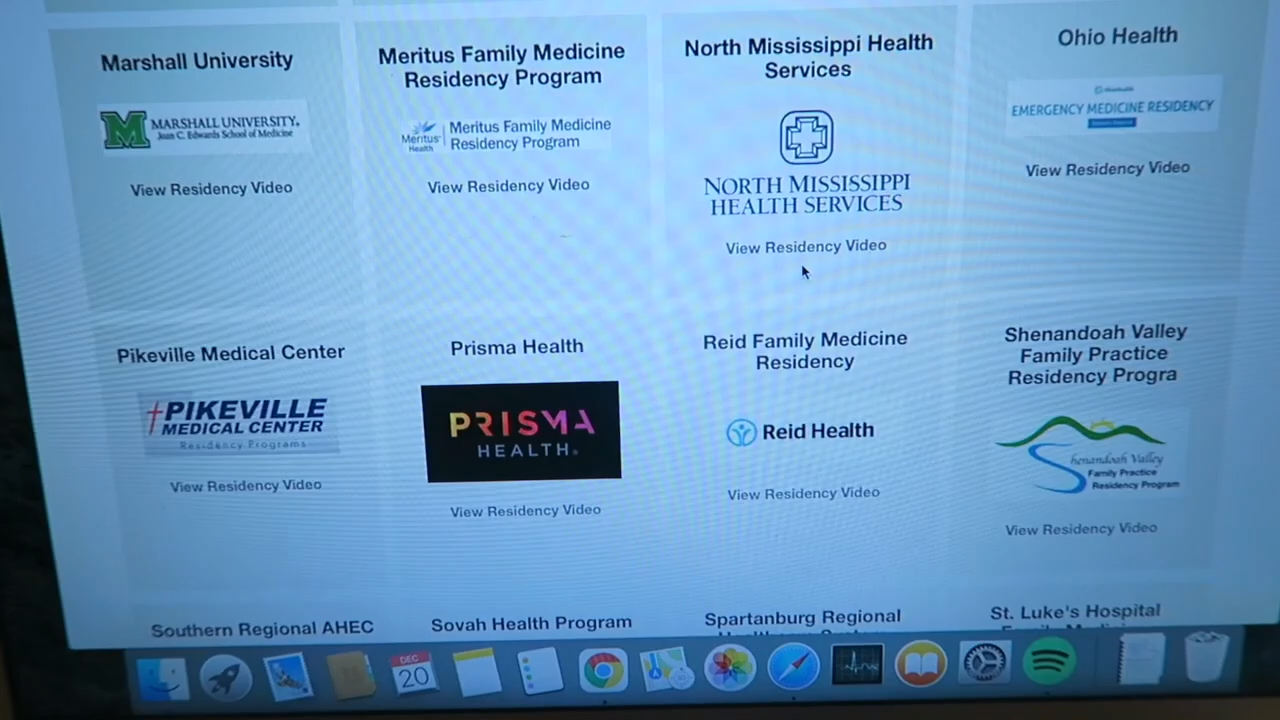 Marshall University
MARSHALL UNIVERSITY.
Joan C. Edwards School of Medicine
View Residency Video
Meritus Family Medicine
Residency Program
Meritus
Health
Meritus Family Medicine
Residency Program
View Residency Video
North Mississippi Health
Services
NORTH MISSISSIPPI
HEALTH SERVICES
View Residency Video
Ohio Health
EMERGENCY MEDICINE RESIDENCY
View Residency Video
Pikeville Medical Center
PIKEVILLE
MEDICAL CENTER
Residency Programs
View Residency Video
Prisma Health
PRISMA
HEALTH.
View Residency Video
Reid Family Medicine
Residency
Reid Health
View Residency Video
Shenandoah Valley
Family Practice
Residency Progra
Shenandoah Valley
Family Practice
Residency Program
View Residency Video
Southern Regional AHEC
Sovah Health Program
Spartanburg Regional
St. Luke's Hospital
DEC
20